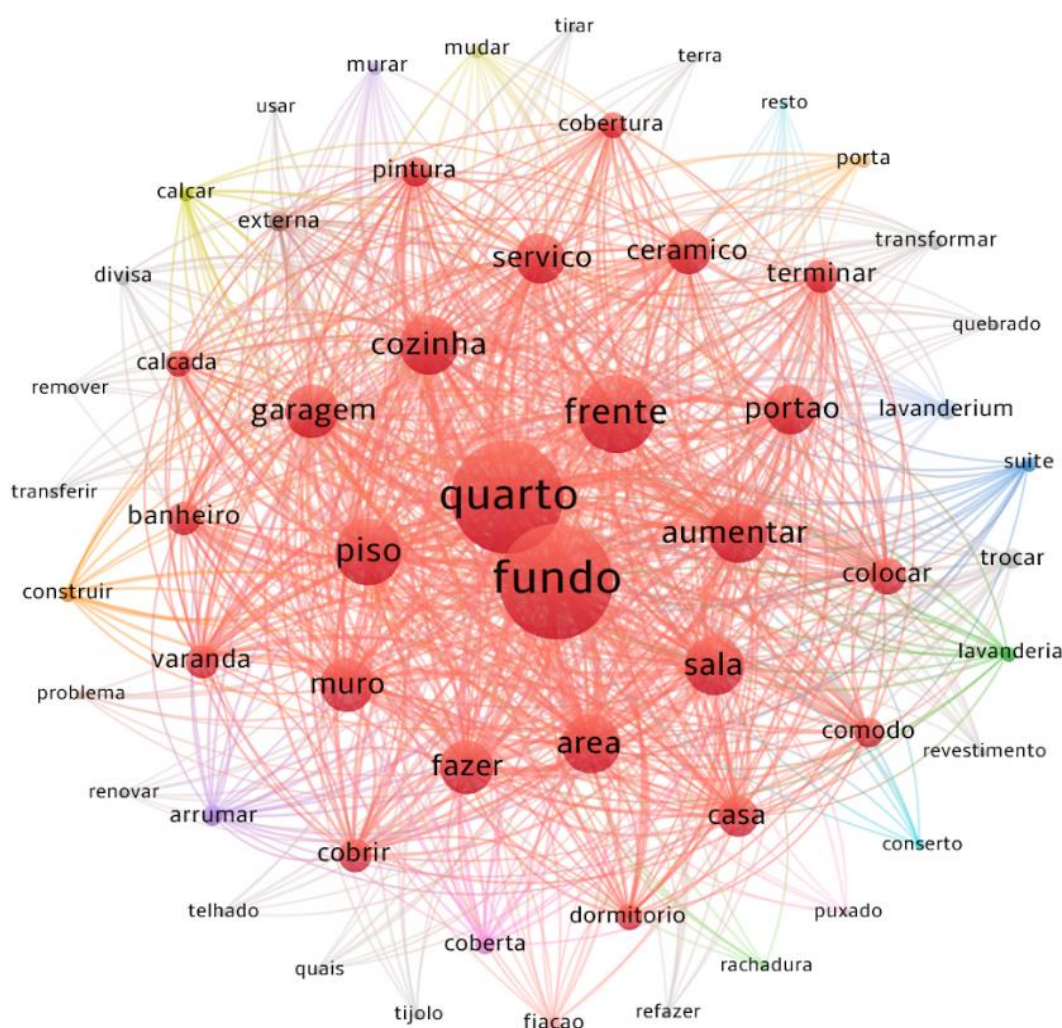 tirar
mudar
terra
murar
usar
resto
cobertura
porta
pintura
calcar
externa
transformar
servico
ceramico
terminar
divisa
quebrado
cozinha
calcada
remover
garagem
frente
portao
lavanderium
suite
transferir
quarto
banheiro
aumentar
piso
trocar
fundo
colocar
construir
varanda
lavanderia
sala
problema
muro
comodo
area
revestimento
fazer
renovar
arrumar
casa
conserto
cobrir
telhado
dormitorio
puxado
coberta
rachadura
quais
tijolo
refazer
fiacao